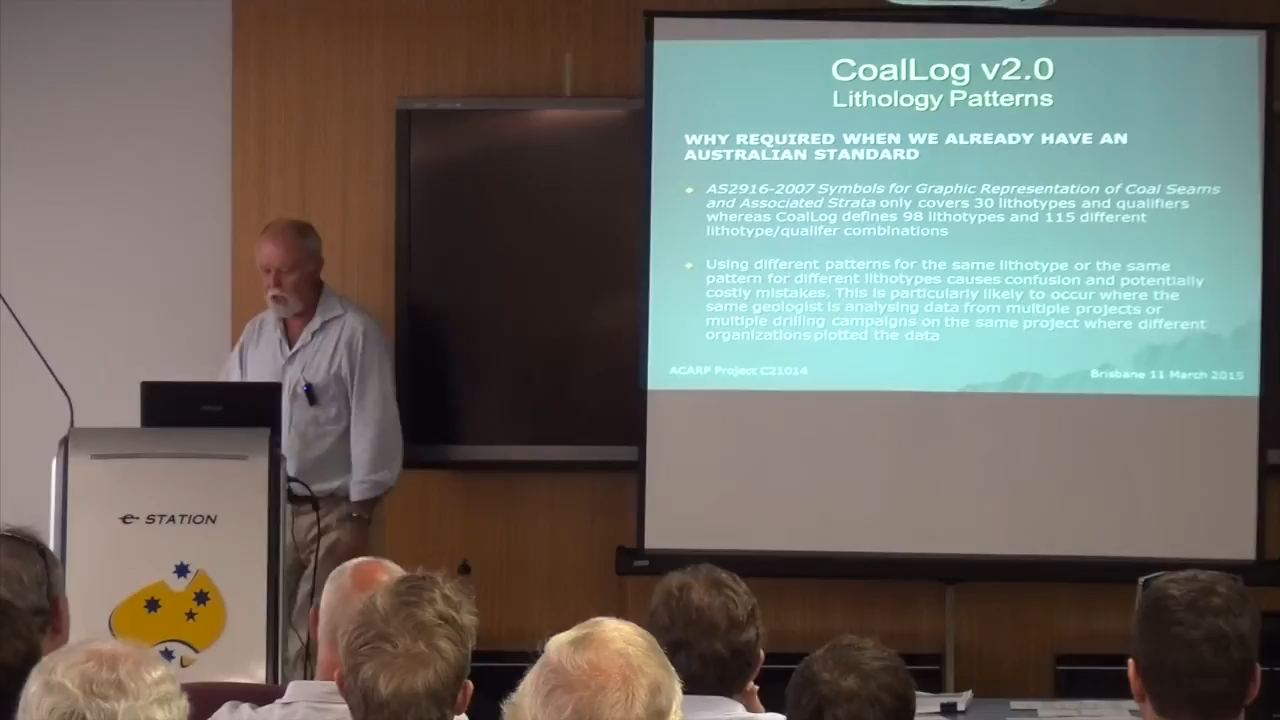 CoalLog v2.0
Lithology Patterns
WHY REQUIRED WHEN WE ALREADY HAVE AN
AUSTRALIAN STANDARD
AS2916-2007 Symbols for Graphic Representation of Coal Seams
and Associated Strata only covers 30 lithotypes and qualifiers
whereas CoalLog defines 98 lithotypes and 115 different
lithotype/qualifer combinations
Using different patterns for the same lithotype or the same
pattern for different lithotypes causes confusion and potentially
costly mistakes. This is particularly likely to occur where the
same geologist is analysing data from multiple projects or
multiple drilling campaigns on the same project where different
organizations plotted the data
ACARP Project C21014
Brisbane 11 March 2015
e-STATION